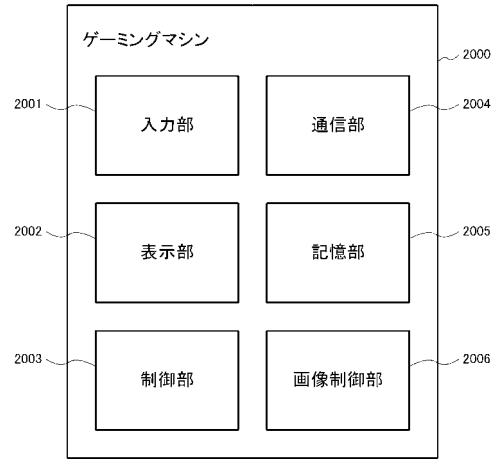 ゲーミングマシン
2000
2001
入力部
通信部
2004
2002
表示部
記憶部
2005
2003
制御部
画像制御部
2006